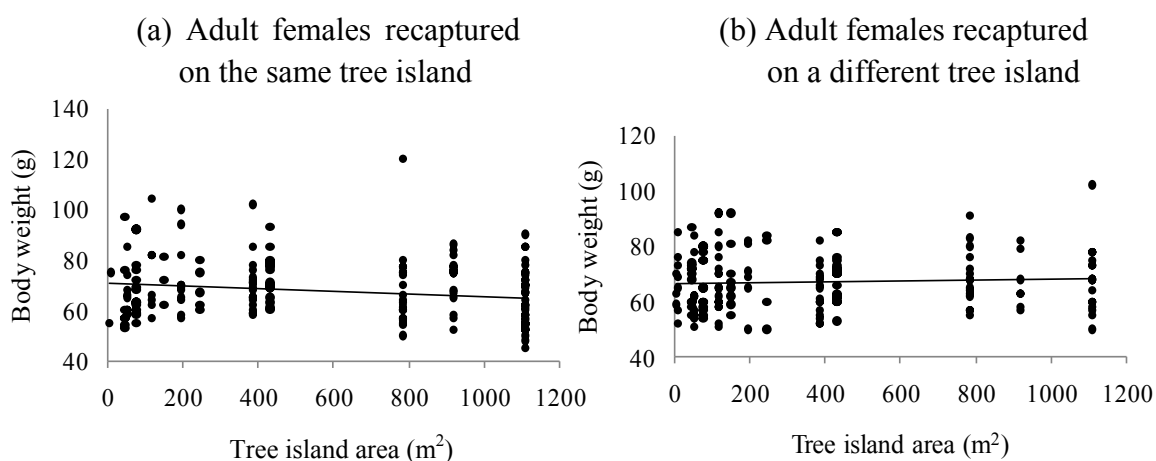 (a) Adult females recaptured
on the same tree island
140
120
100
80
60
40
0 200 400 600 800 1000 1200
Body weight (g)
Tree island area (m²)
(b) Adult females recaptured
on a different tree island
120
100
80
60
40
0 200 400 600 800 1000 1200
Body weight (g)
Tree island area (m²)